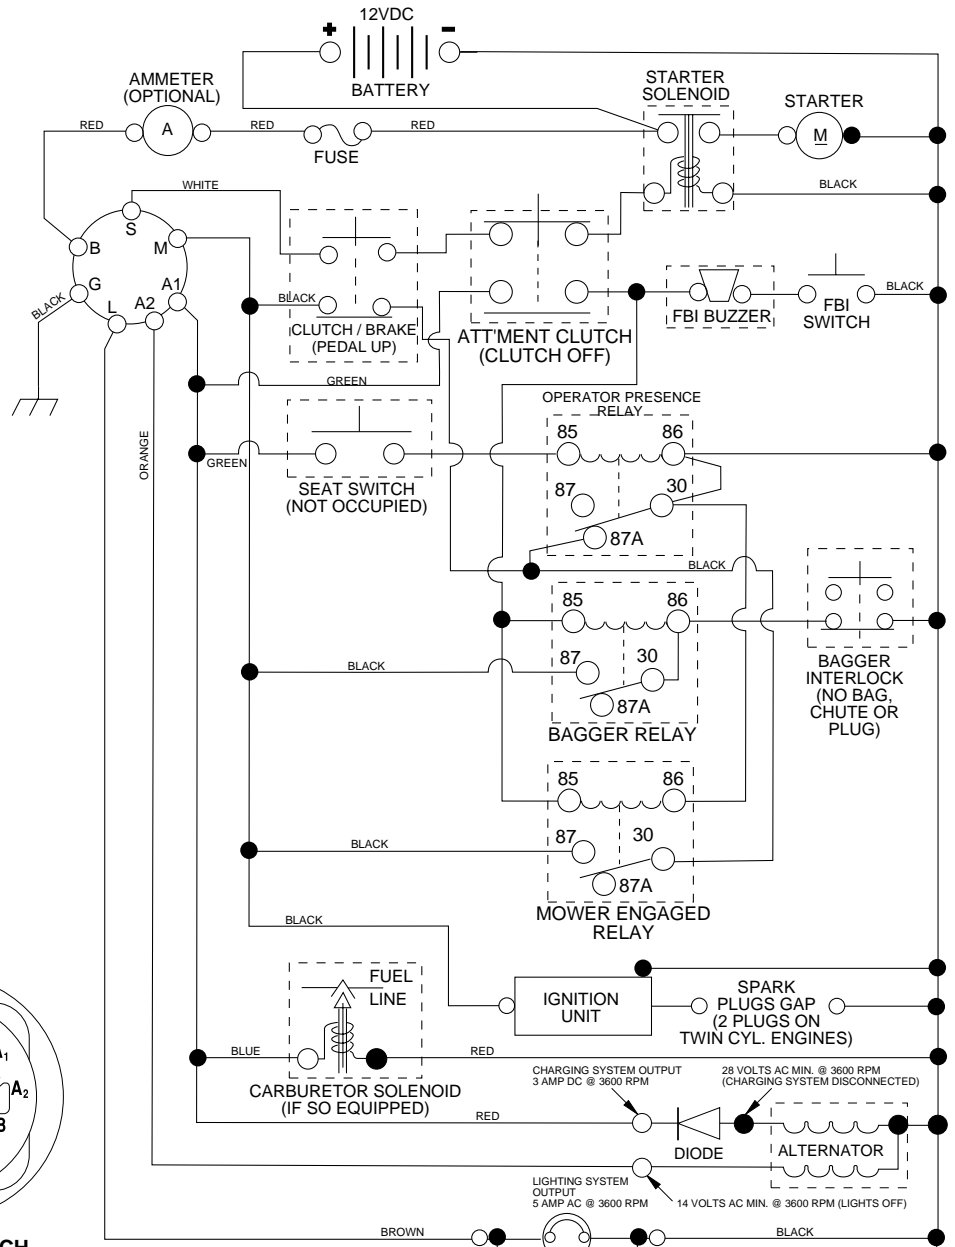 12VDC
+
-
BATTERY
AMMETER
(OPTIONAL)
RED
A
RED
FUSE
RED
STARTER
SOLENOID
STARTER
M
BLACK
WHITE
S
B
M
G
A1
L
A2
BLACK
BLACK
CLUTCH / BRAKE
(PEDAL UP)
ATT'MENT CLUTCH
(CLUTCH OFF)
FBI BUZZER
FBI
SWITCH
BLACK
GREEN
ORANGE
GREEN
SEAT SWITCH
(NOT OCCUPIED)
OPERATOR PRESENCE
RELAY
85
86
87
30
87A
BLACK
85
86
87
30
87A
BAGGER RELAY
BLACK
BAGGER
INTERLOCK
(NO BAG,
CHUTE OR
PLUG)
85
86
87
30
87A
MOWER ENGAGED
RELAY
BLACK
BLACK
FUEL
LINE
IGNITION
UNIT
SPARK
PLUGS GAP
(2 PLUGS ON
TWIN CYL. ENGINES)
BLUE
RED
CARBURETOR SOLENOID
(IF SO EQUIPPED)
CHARGING SYSTEM OUTPUT
3 AMP DC @ 3600 RPM
28 VOLTS AC MIN. @ 3600 RPM
(CHARGING SYSTEM DISCONNECTED)
RED
DIODE
ALTERNATOR
LIGHTING SYSTEM
OUTPUT
5 AMP AC @ 3600 RPM
14 VOLTS AC MIN. @ 3600 RPM (LIGHTS OFF)
BROWN
BLACK
A2